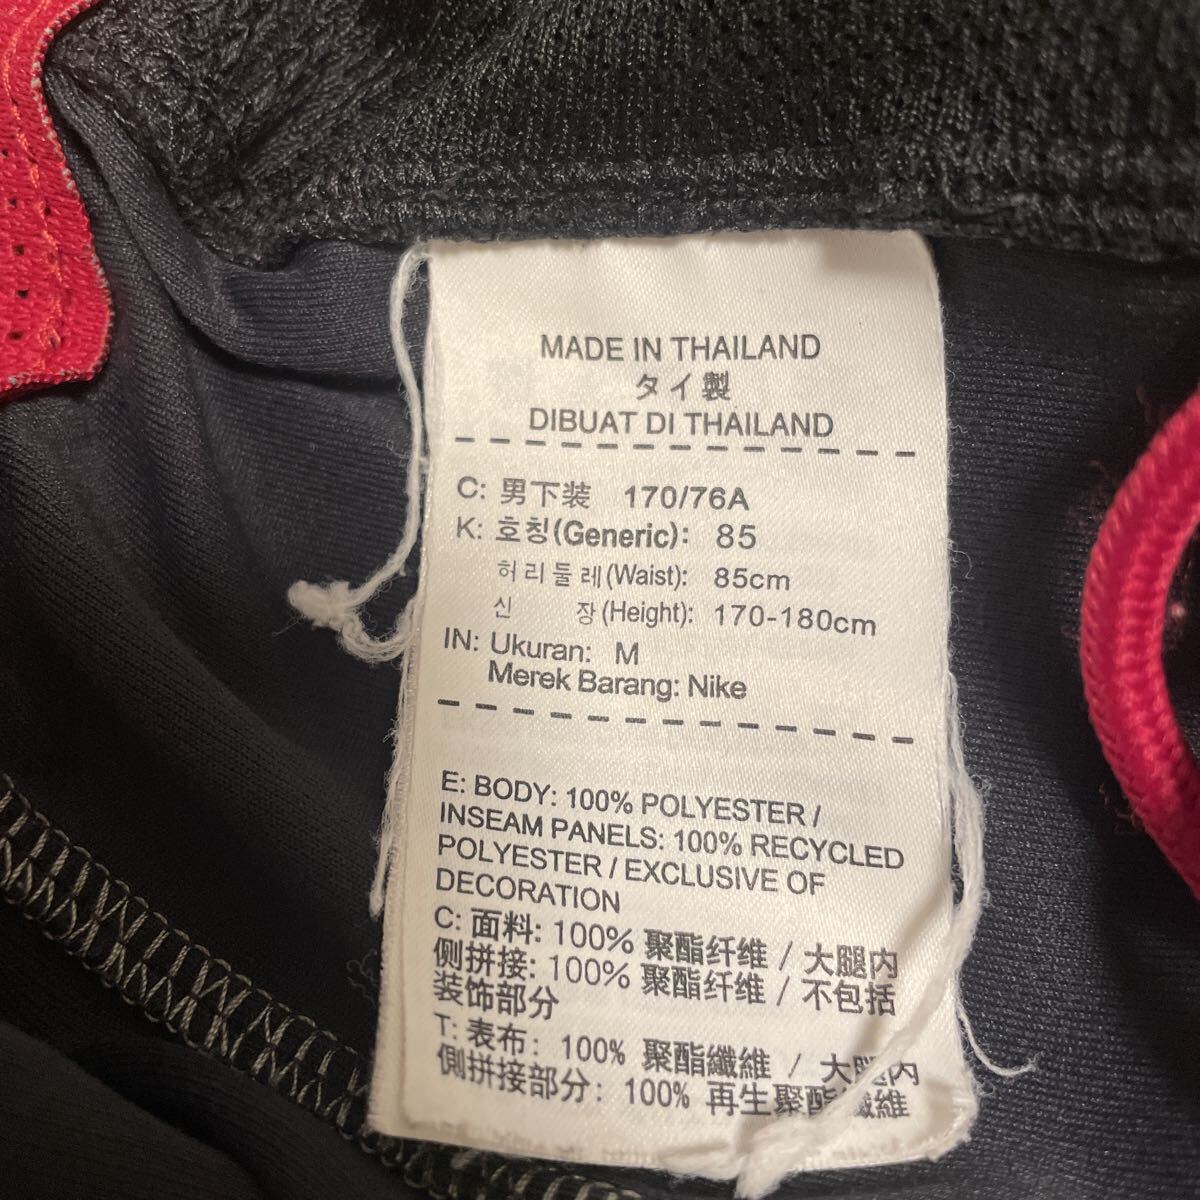 MADE IN THAILAND
タイ製
DIBUAT DI THAILAND
C: 男下装 170/76A
K: 호칭(Generic): 85
허리둘레(Waist): 85cm
신 장(Height): 170-180cm
IN: Ukuran: M
Merek Barang: Nike
E: BODY: 100% POLYESTER /
INSEAM PANELS: 100% RECYCLED
POLYESTER / EXCLUSIVE OF
DECORATION
C: 面料: 100% 聚酯纤维 / 大腿内
侧拼接: 100% 聚酯纤维 / 不包括
装饰部分
T: 表布: 100% 聚酯纖維 / 大腿内
側拼接部分: 100% 再生聚酯纖維